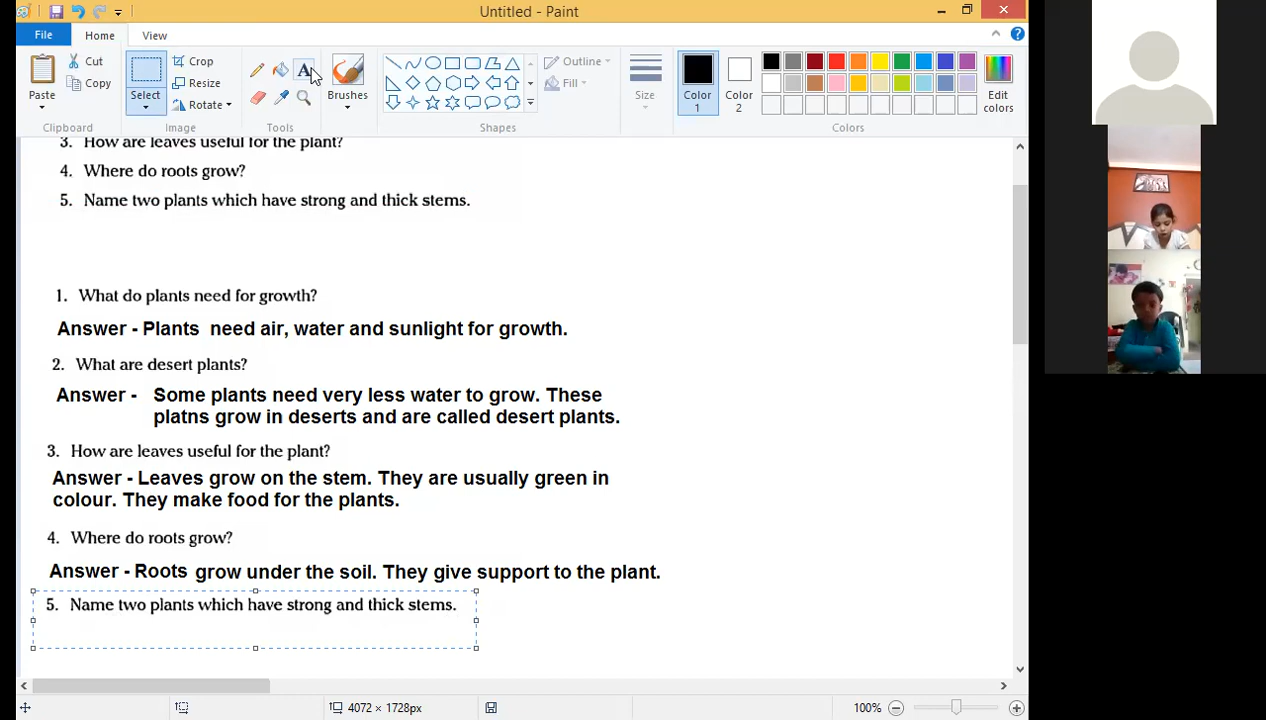 Untitled - Paint
File
Home
View
Paste
Cut
Copy
Clipboard
Select
Crop
Resize
Rotate
Image
A
Tools
Brushes
Outline
Fill
Shapes
Size
Color 1
Color 2
Edit colors
Colors
3. How are leaves useful for the plant?
4. Where do roots grow?
5. Name two plants which have strong and thick stems.
1. What do plants need for growth?
Answer - Plants need air, water and sunlight for growth.
2. What are desert plants?
Answer - Some plants need very less water to grow. These
platns grow in deserts and are called desert plants.
3. How are leaves useful for the plant?
Answer - Leaves grow on the stem. They are usually green in
colour. They make food for the plants.
4. Where do roots grow?
Answer - Roots grow under the soil. They give support to the plant.
5. Name two plants which have strong and thick stems.
4072 × 1728px
100%